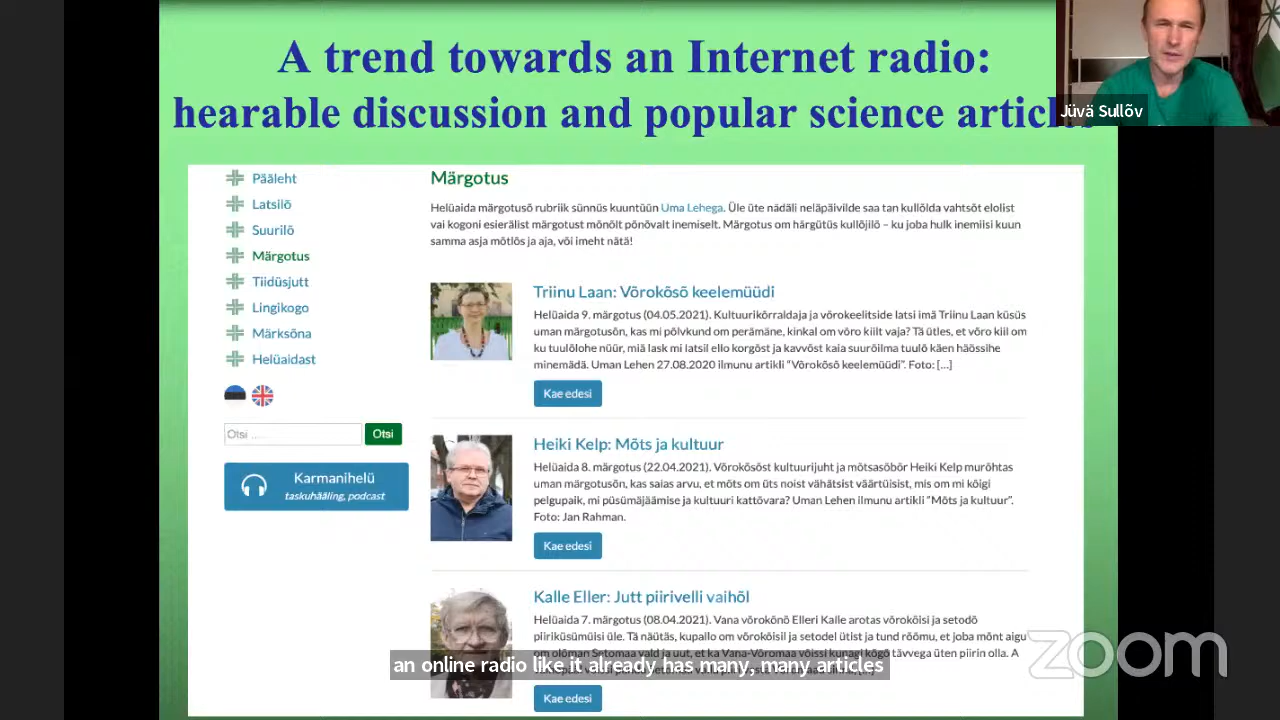 A trend towards an Internet radio:
hearable discussion and popular science
Jüvä Sullõv
Pääleht
Latsilõ
Suurilõ
Märgotus
Tiidüsjutt
Lingikogo
Märksõna
Helüaidast
Otsi ....
Otsi
Karmanihelü
taskuhääling, podcast
Märgotus
Helüaida märgotusõ rubriik sünnüs kuuntüün Uma Lehega. Üle üte nädäli neläpäivilde saa tan kullõlda vahtsõt elolist
vai kogoni esierälist märgotust mõnõlt põnõvalt inemiselt. Märgotus om härgütüs kullõjilõ – ku joba hulk inemiisi kuun
samma asja mõtlõs ja aja, või imeht nätä!
Triinu Laan: Võrokõsõ keelemüüdi
Helüaida 9. märgotus (04.05.2021). Kultuurikõrraldaja ja võrokeelitside latsi imä Triinu Laan küsüs
uman märgotusõn, kas mi põlvkund om perämäne, kinkal om võro kiilt vaja? Tä ütles, et võro kiil om
ku tuulõlohe nüür, miä lask mi latsil ello korgõst ja kavvõst kaia suurõilma tuulõ käen häössihe
minemädä. Uman Lehen 27.08.2020 ilmunu artikli “Võrokõsõ keelemüüdi”. Foto: [...]
Kae edesi
Heiki Kelp: Mõts ja kultuur
Helüaida 8. märgotus (22.04.2021). Võrokõsõst kultuurijuht ja mõtsasõbõr Heiki Kelp murõhtas
uman märgotusõn, kas saias arvu, et mõts om üts noist vähätsist väärtüisist, mis om mi kõigi
pelgupaik, mi püsümäjäämise ja kultuuri kattõvara? Uman Lehen ilmunu artikli “Mõts ja kultuur”.
Foto: Jan Rahman.
Kae edesi
Kalle Eller: Jutt piirivelli vaihõl
Helüaida 7. märgotus (08.04.2021). Vana võrokõnõ Elleri Kalle arotas võrokõisi ja setodõ
piiriküsümüisi üle. Tä näütäs, kupallo om võrokõisil ja setodel ütist ja tund rõõmu, et joba mõnt aigu
om olõman Setomaa vald ja uut, et ka Vana-Võromaa võissi kunagi kõgõ tävvega üten piirin olla. A
an online radio like it already has many, many articles
Kae edesi
zoom